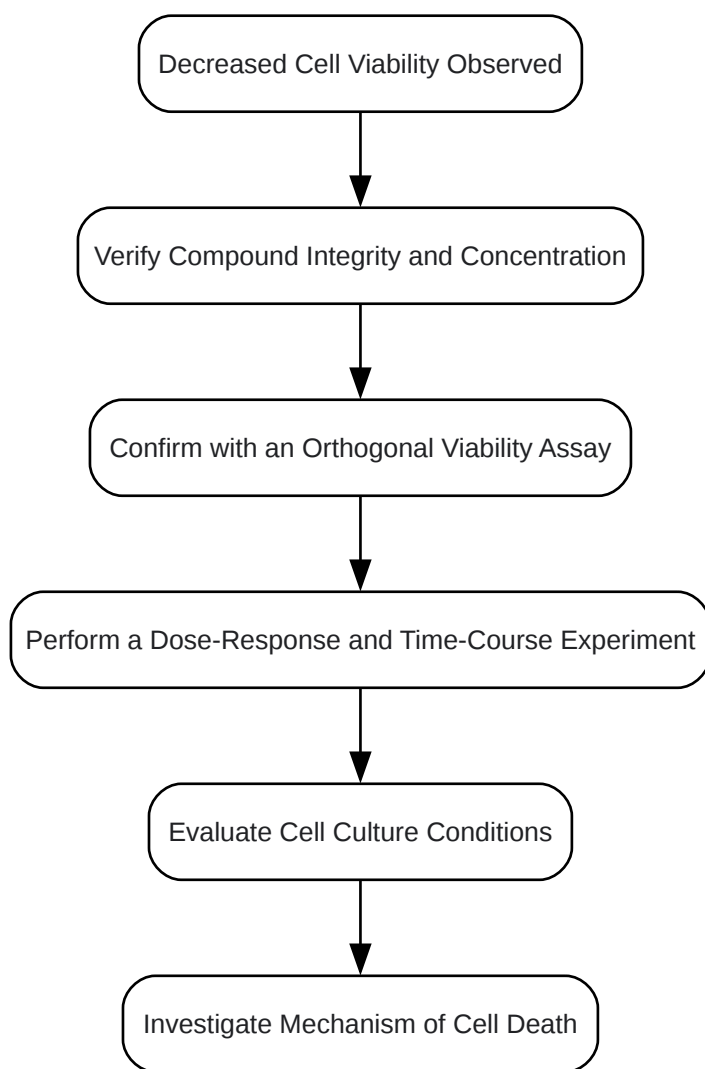 Decreased Cell Viability Observed
Verify Compound Integrity and Concentration
Confirm with an Orthogonal Viability Assay
Perform a Dose-Response and Time-Course Experiment
Evaluate Cell Culture Conditions
Investigate Mechanism of Cell Death